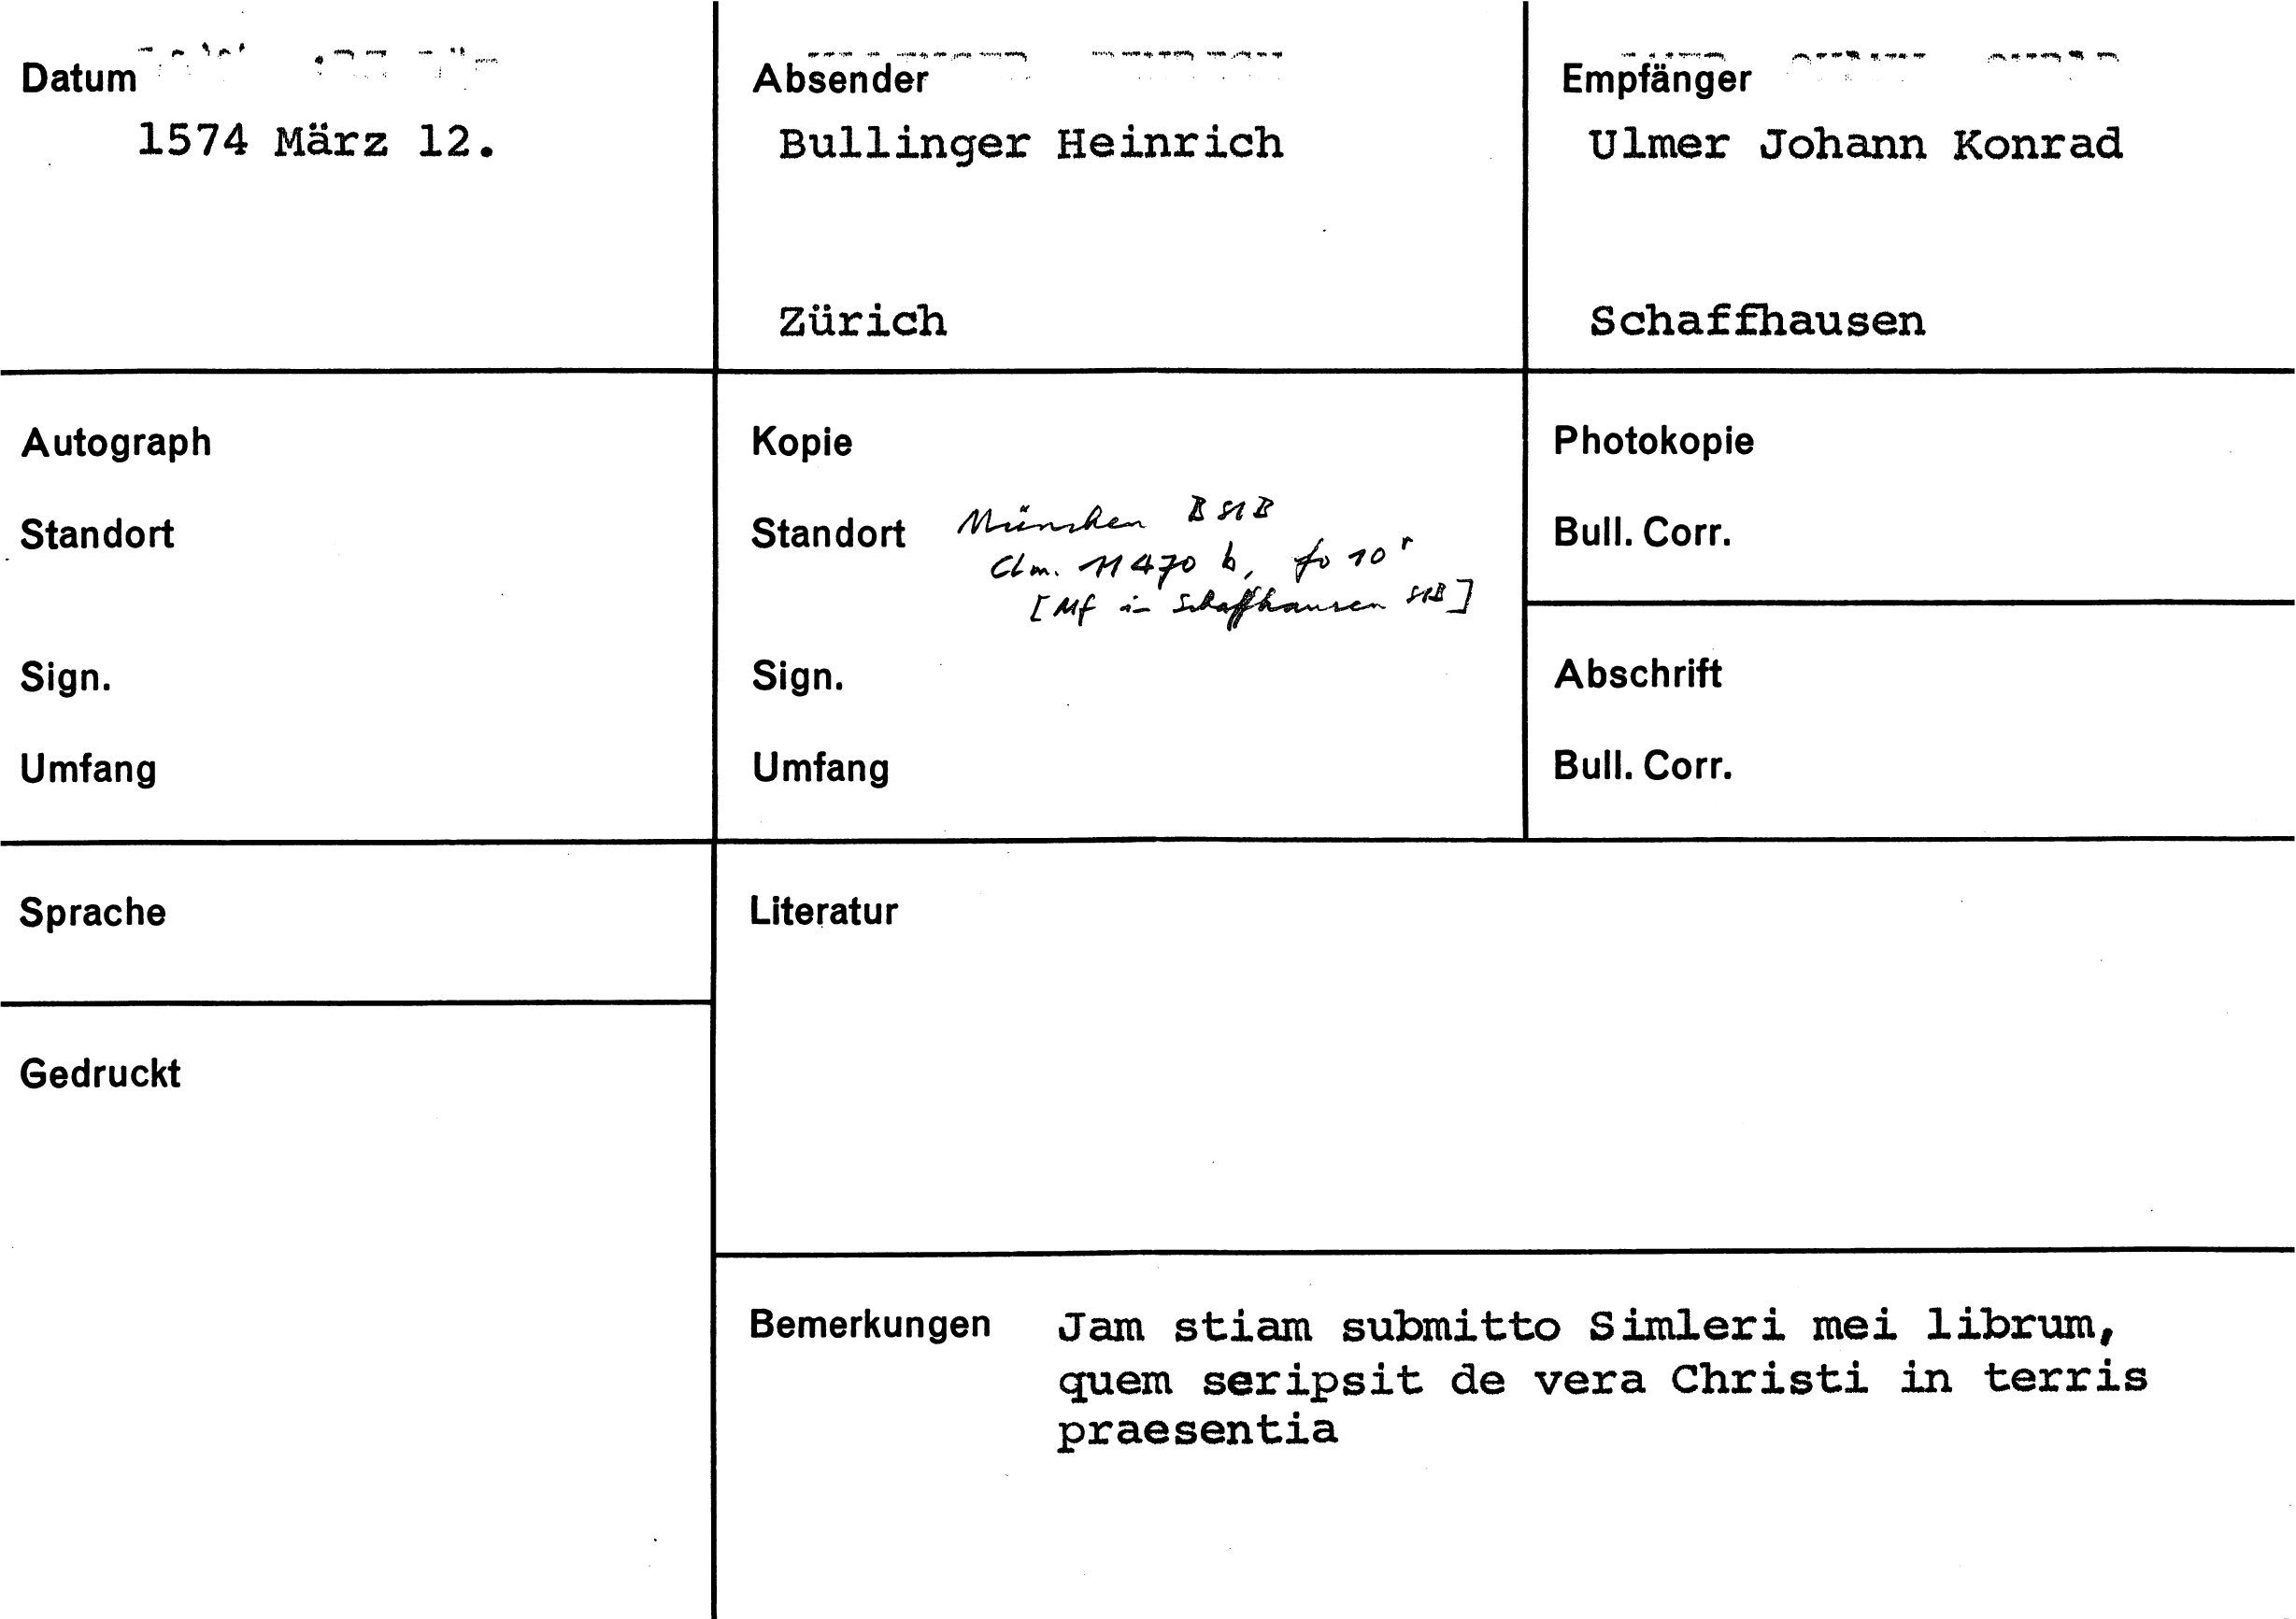 Datum
1574 März 12.
Absender
Bullinger Heinrich
Zürich
Empfänger
Ulmer Johann Konrad
Schaffhausen
Autograph
Standort
Sign.
Umfang
Kopie
Standort München BStB
Clm. 11470 b, fo 10r
[Mf in Schaffhausen StB]
Sign.
Umfang
Photokopie
Bull. Corr.
Abschrift
Bull. Corr.
Sprache
Literatur
Gedruckt
Bemerkungen Jam stiam submitto Simleri mei librum,
quem seripsit de vera Christi in terris
praesentia